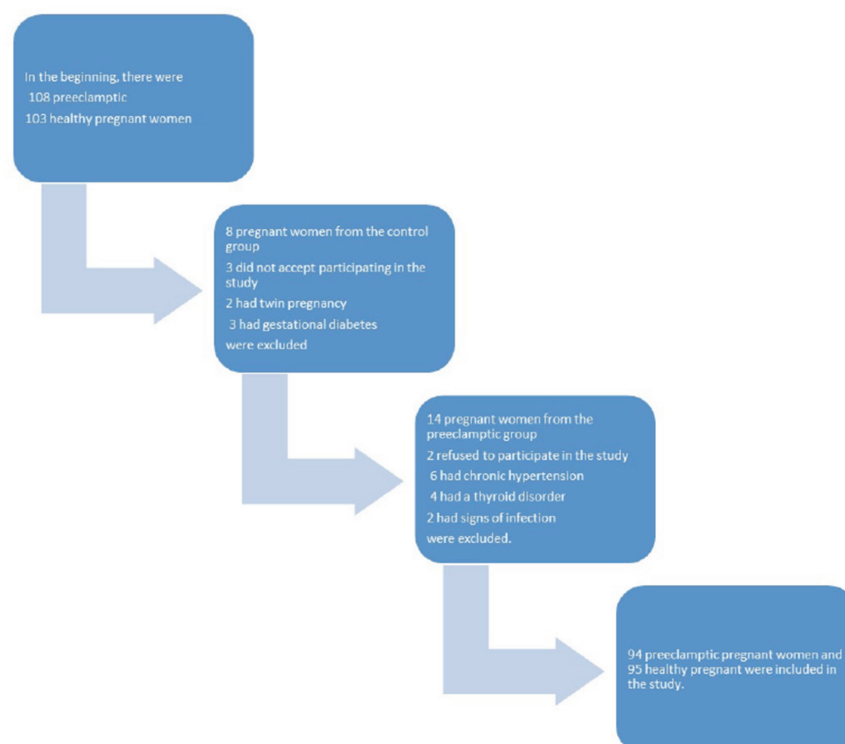 In the beginning, there were
108 preeclamptic
103 healthy pregnant women
8 pregnant women from the control
group
3 did not accept participating in the
study
2 had twin pregnancy
3 had gestational diabetes
were excluded
14 pregnant women from the
preeclamptic group
2 refused to participate in the study
6 had chronic hypertension
4 had a thyroid disorder
2 had signs of infection
were excluded.
94 preeclamptic pregnant women and
95 healthy pregnant were included in
the study.